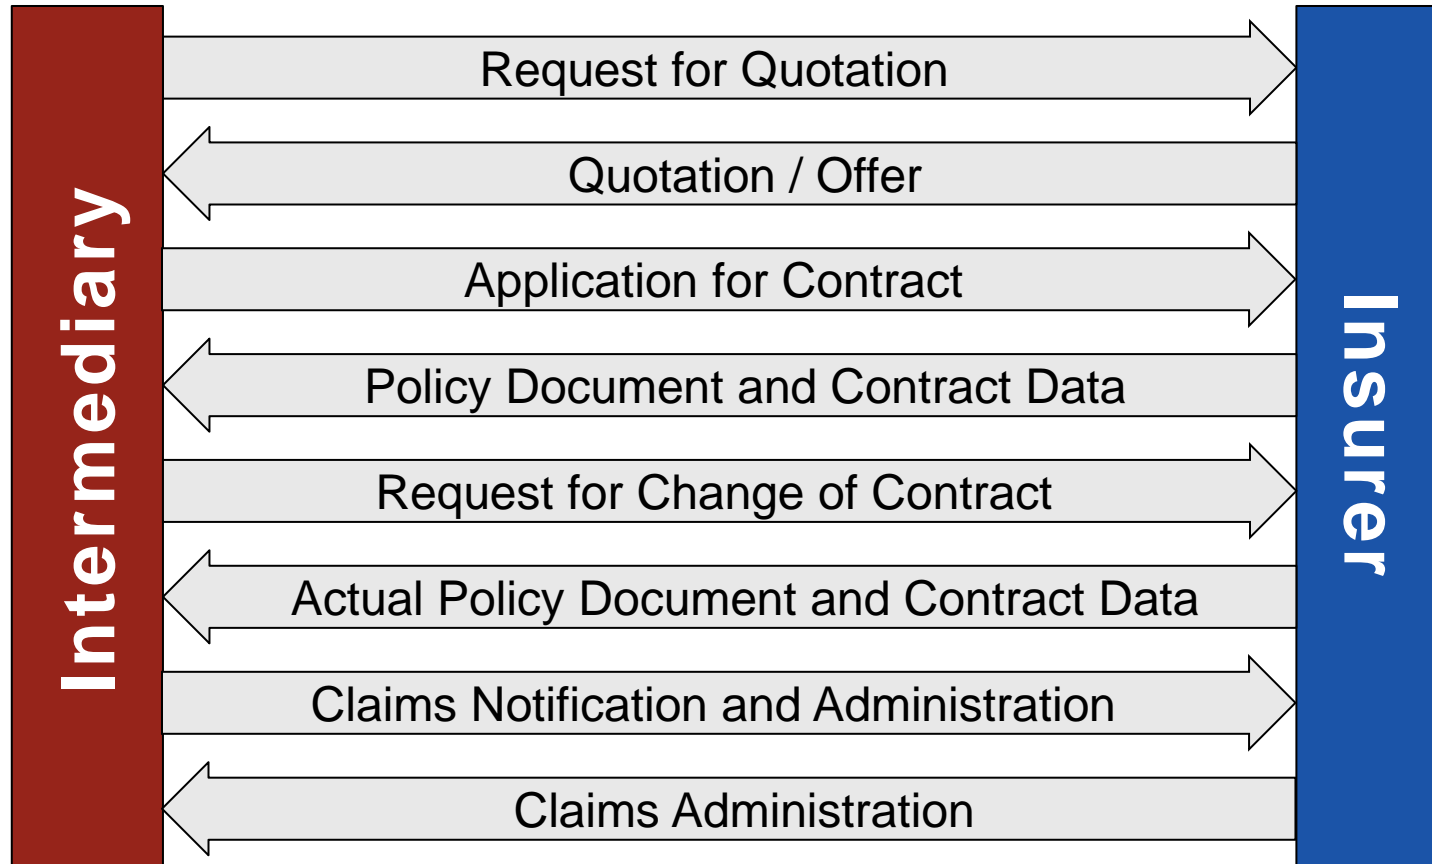 Intermediary
Request for Quotation
Quotation / Offer
Application for Contract
Policy Document and Contract Data
Request for Change of Contract
Actual Policy Document and Contract Data
Claims Notification and Administration
Claims Administration
Insurer